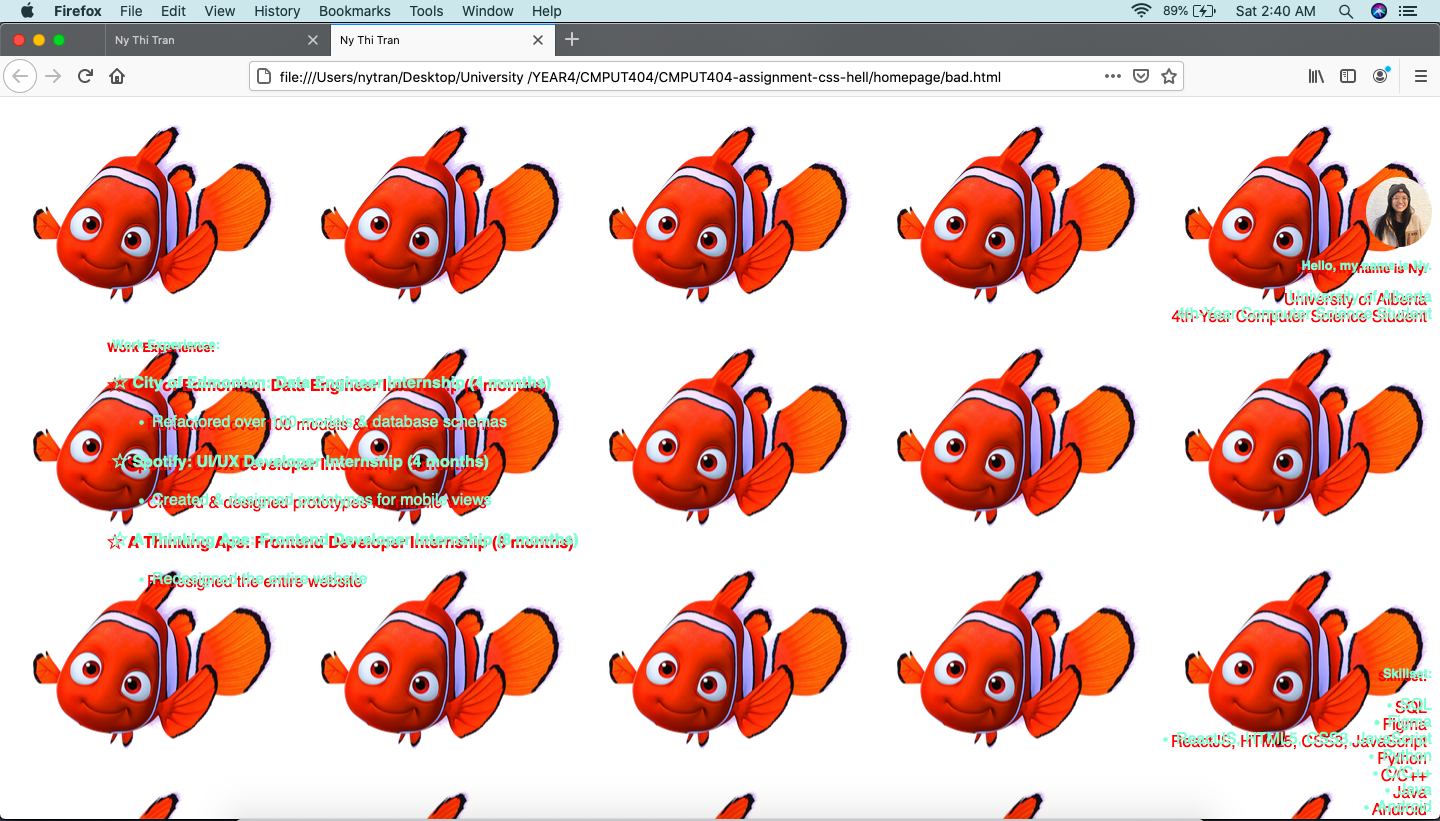 Firefox File Edit View History Bookmarks Tools Window Help 89% Sat 2:40 AM
Ny Thi Tran Ny Thi Tran
file:///Users/nytran/Desktop/University /YEAR4/CMPUT404/CMPUT404-assignment-css-hell/homepage/bad.html
Hello, my name is Ny.
University of Alberta
4th Year Computer Science Student
Work Experience:
☆ City of Edmonton: Data Engineer Internship (4 months)
• Refactored over 100 models & database schemas
☆ Spotify: UI/UX Developer Internship (4 months)
• Created & designed prototypes for mobile views
☆ A Thinking Ape: Frontend Developer Internship (8 months)
• Redesigned the entire website
Skillset:
• SQL
• Figma
• ReactJS, HTML5, CSS3, JavaScript
• Python
• C/C++
• Java
• Android